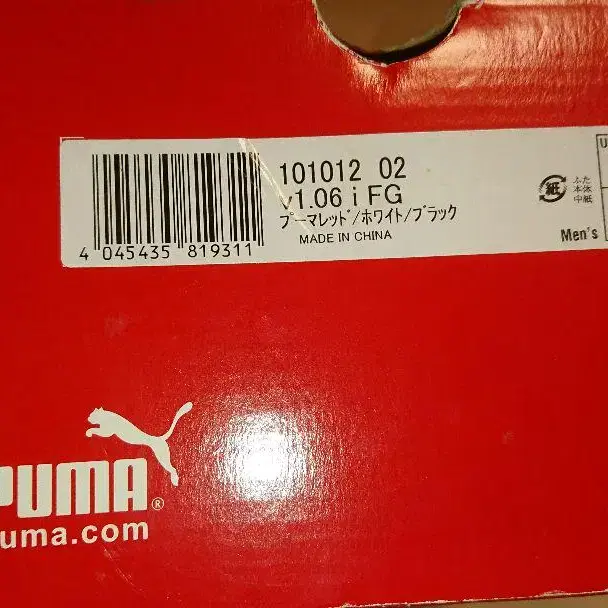 101012 02
v1.06 i FG
プーマレッド/ホワイト/ブラック
MADE IN CHINA
4 045435 819311
紙
ふた
本体
中紙
Men's
U
PUMA®
uma.com